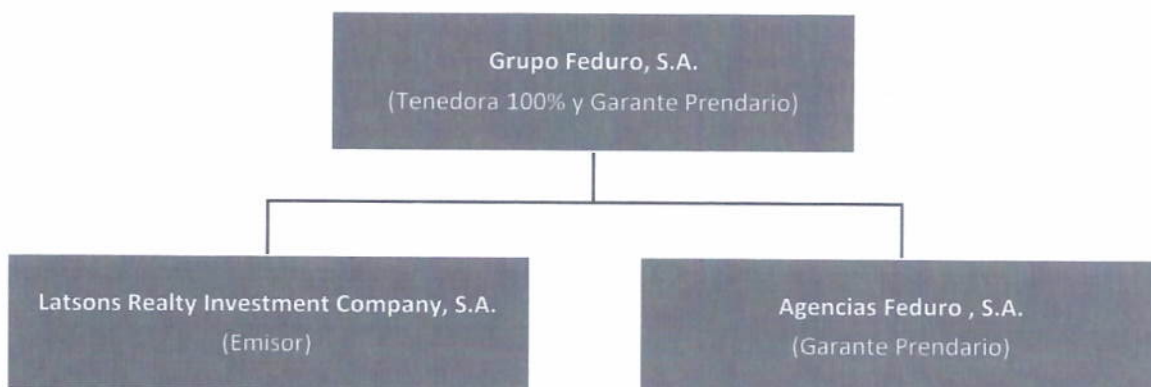 Grupo Feduro, S.A.
(Tenedora 100% y Garante Prendario)
Latsons Realty Investment Company, S.A.
(Emisor)
Agencias Feduro , S.A.
(Garante Prendario)